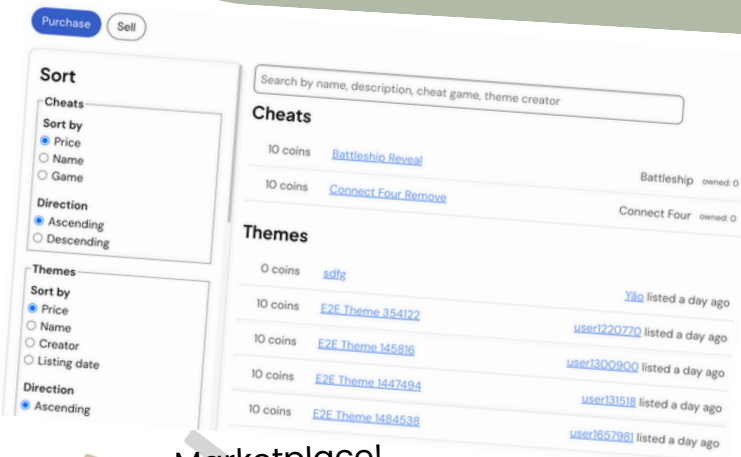 Purchase Sell
Sort
Cheats
Sort by
Price
Name
Game
Direction
Ascending
Descending
Themes
Sort by
Price
Name
Creator
Listing date
Direction
Ascending
Search by name, description, cheat game, theme creator
Cheats
10 coins Battleship Reveal Battleship owned: 0
10 coins Connect Four Remove Connect Four owned: 0
Themes
0 coins sdfg Yão listed a day ago
10 coins E2E Theme 354122 user1220770 listed a day ago
10 coins E2E Theme 145816 user1300900 listed a day ago
10 coins E2E Theme 1447494 user131518 listed a day ago
10 coins E2E Theme 1484538 user1657981 listed a day ago
Marketplace!